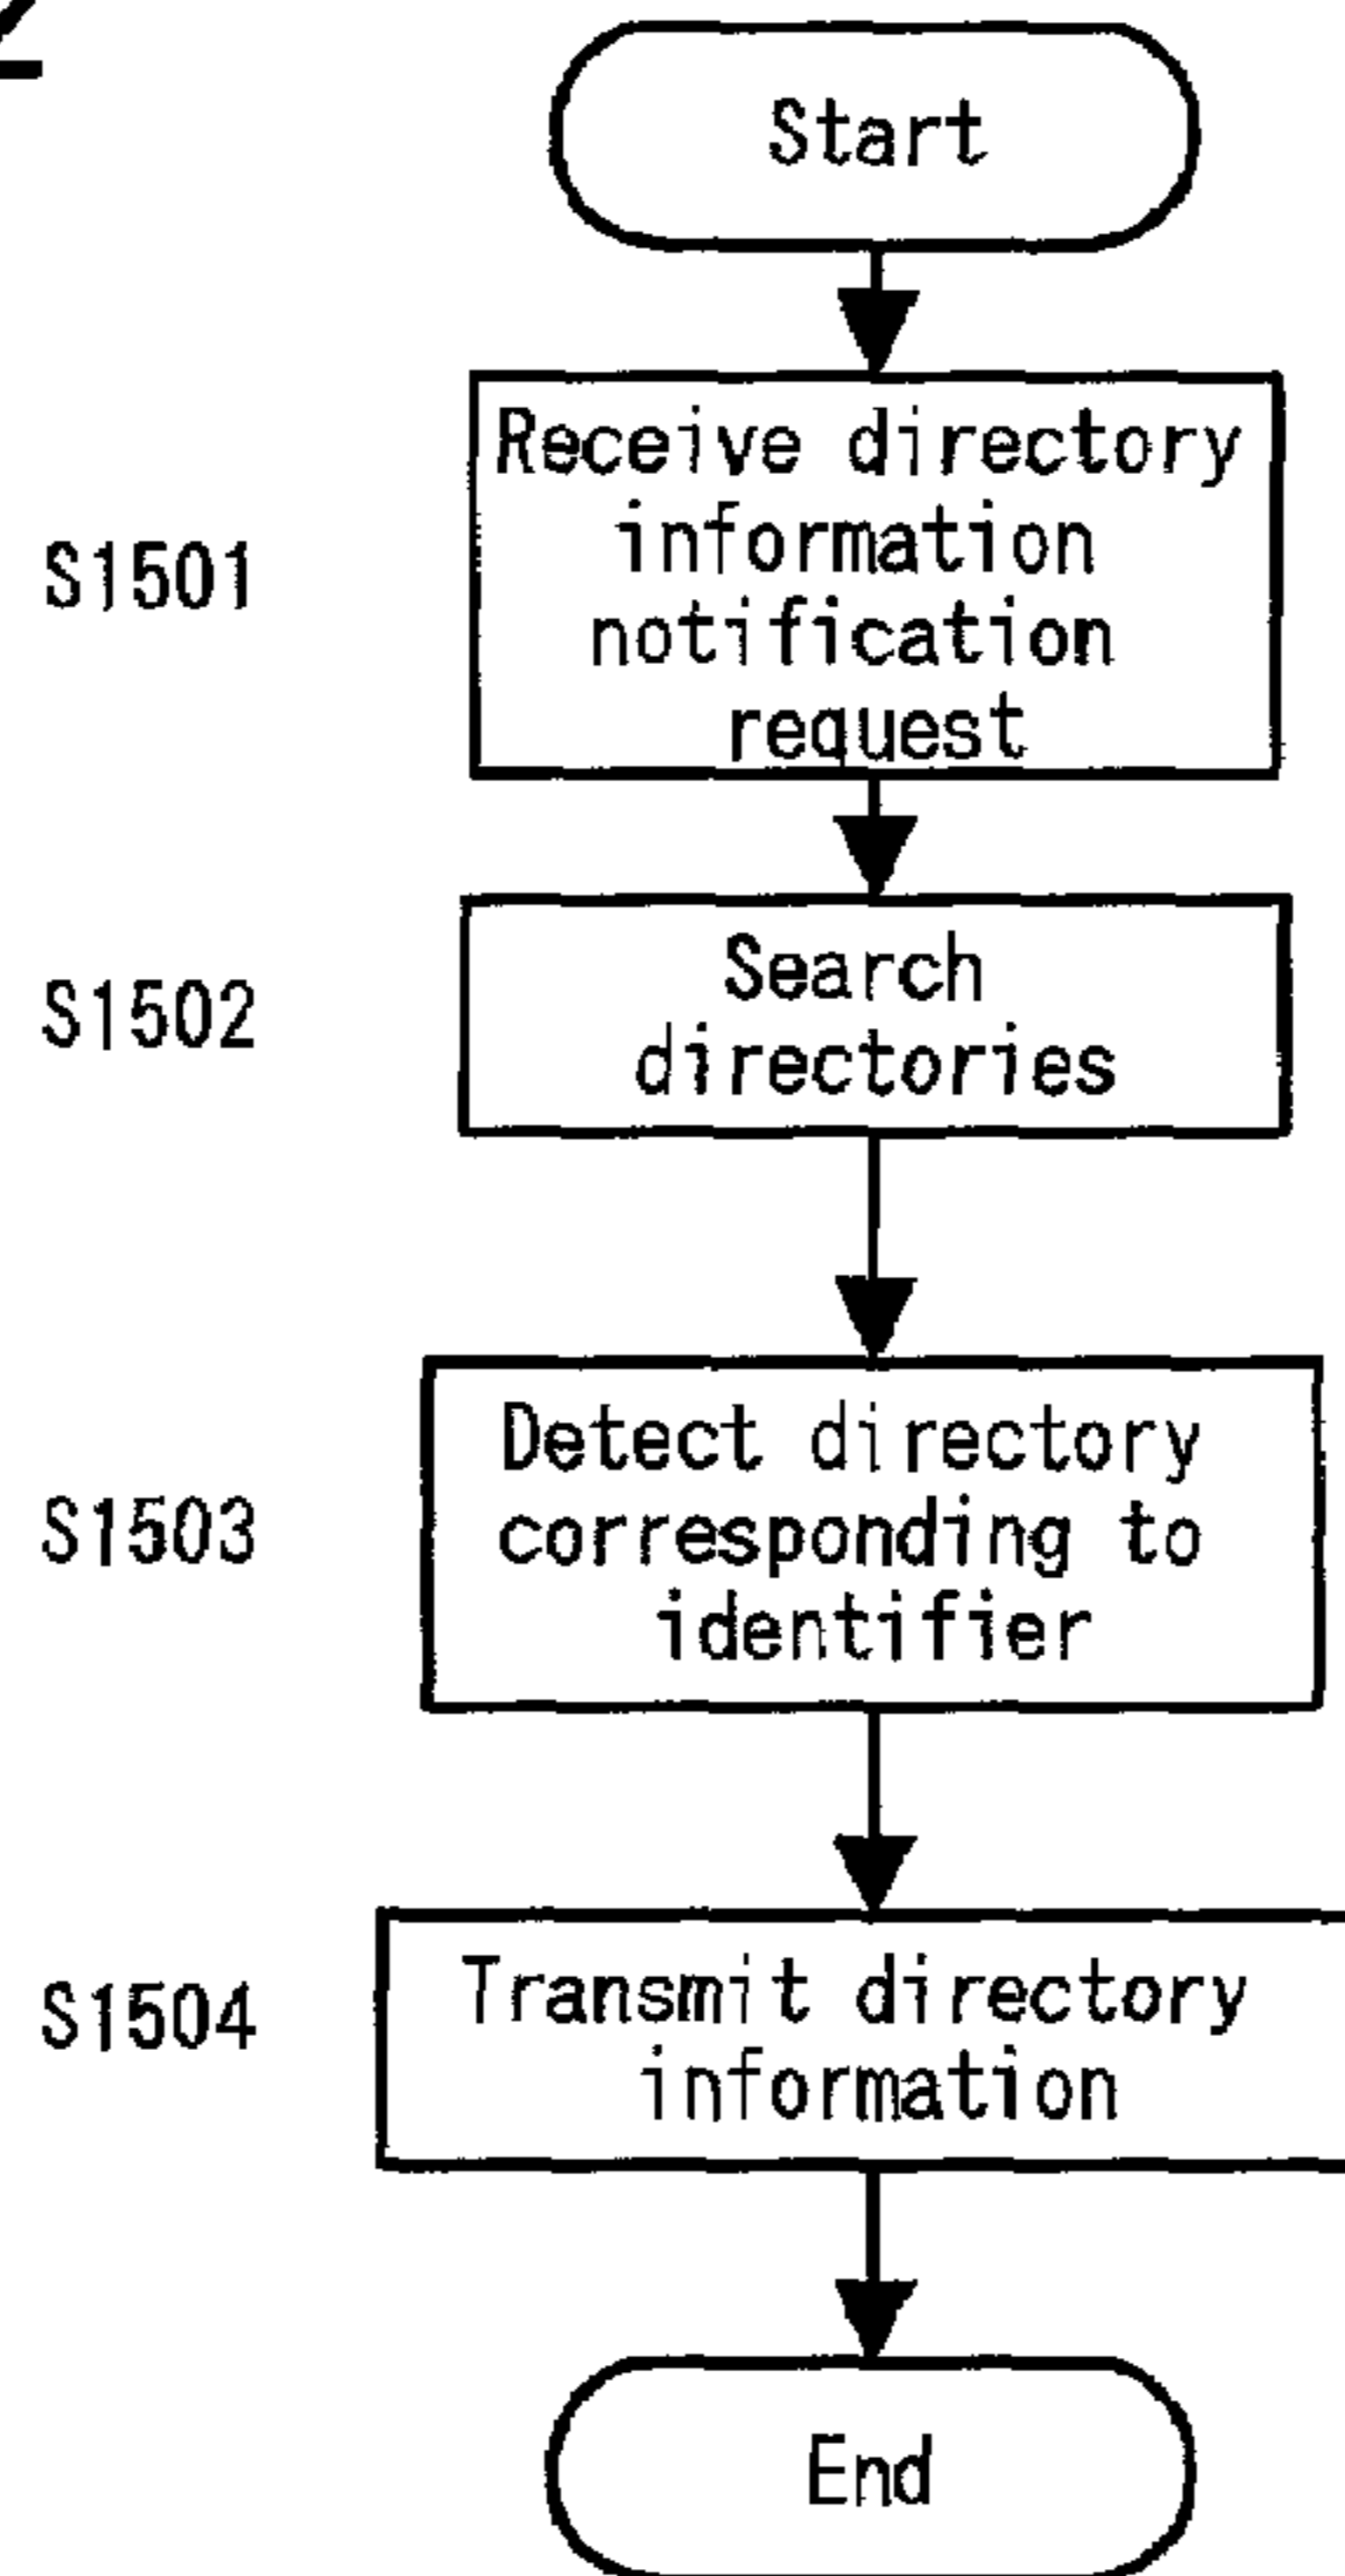 Start
S1501
Receive directory
information
notification
request
S1502
Search
directories
S1503
Detect directory
corresponding to
identifier
S1504
Transmit directory
information
End